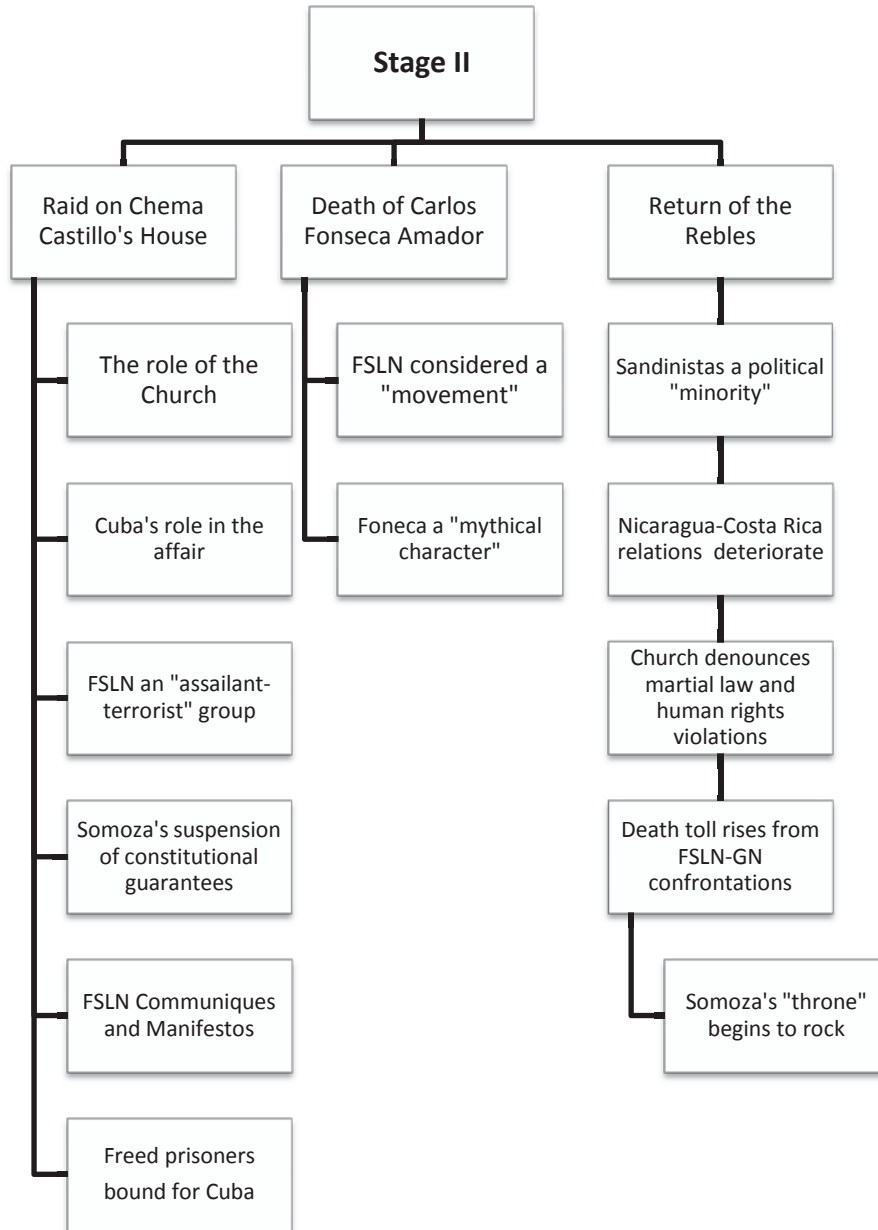 Stage II
Raid on Chema
Castillo's House
The role of the
Church
Cuba's role in the
affair
FSLN an "assailant-
terrorist" group
Somoza's suspension
of constitutional
guarantees
FSLN Communiques
and Manifestos
Freed prisoners
bound for Cuba
Death of Carlos
Fonseca Amador
FSLN considered a
"movement"
Foneca a "mythical
character"
Return of the
Rebles
Sandinistas a political
"minority"
Nicaragua-Costa Rica
relations deteriorate
Church denounces
martial law and
human rights
violations
Death toll rises from
FSLN-GN
confrontations
Somoza's "throne"
begins to rock